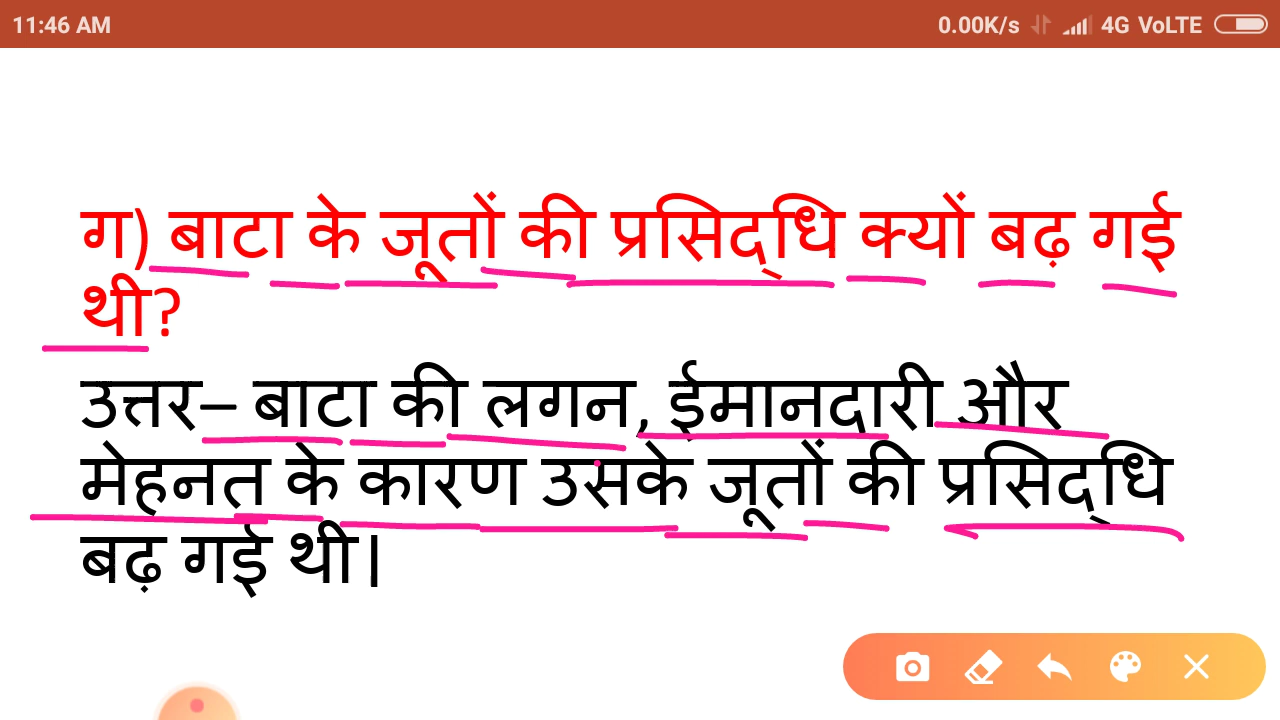 11:46 AM 0.00K/s 4G VoLTE
ग) बाटा के जूतों की प्रसिद्‌धि क्यों बढ़ गई
थी?
उत्तर– बाटा की लगन, ईमानदारी और
मेहनत के कारण उसके जूतों की प्रसिद्‌धि
बढ़ गई थी।